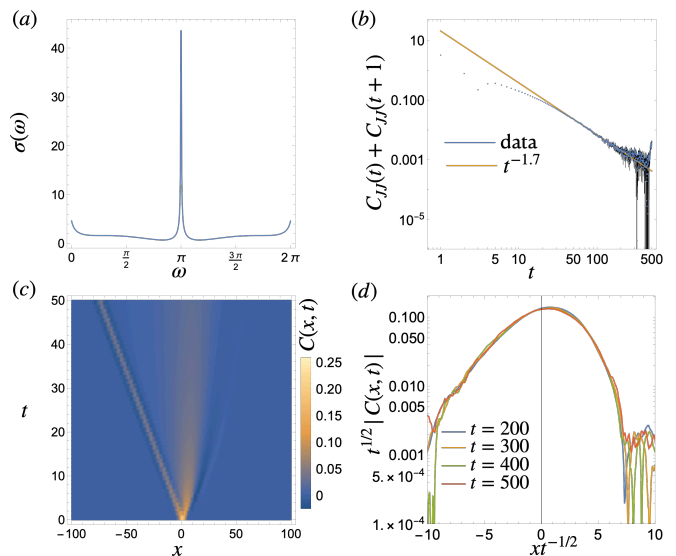 (a)
σ(ω)
40
30
20
10
0
0
π/2
π
3π/2
2π
ω
(b)
C_JJ(t) + C_JJ(t + 1)
10
0.100
0.001
10^-5
data
t^−1.7
1
5
10
50
100
500
t
(c)
t
50
40
30
20
10
0
-100
-50
0
50
100
x
C(x, t)
0.25
0.20
0.15
0.10
0.05
0
(d)
t^1/2 | C(x, t) |
0.100
0.050
0.010
0.005
0.001
5. × 10^-4
1. × 10^-4
t = 200
t = 300
t = 400
t = 500
-10
-5
0
5
10
xt^−1/2